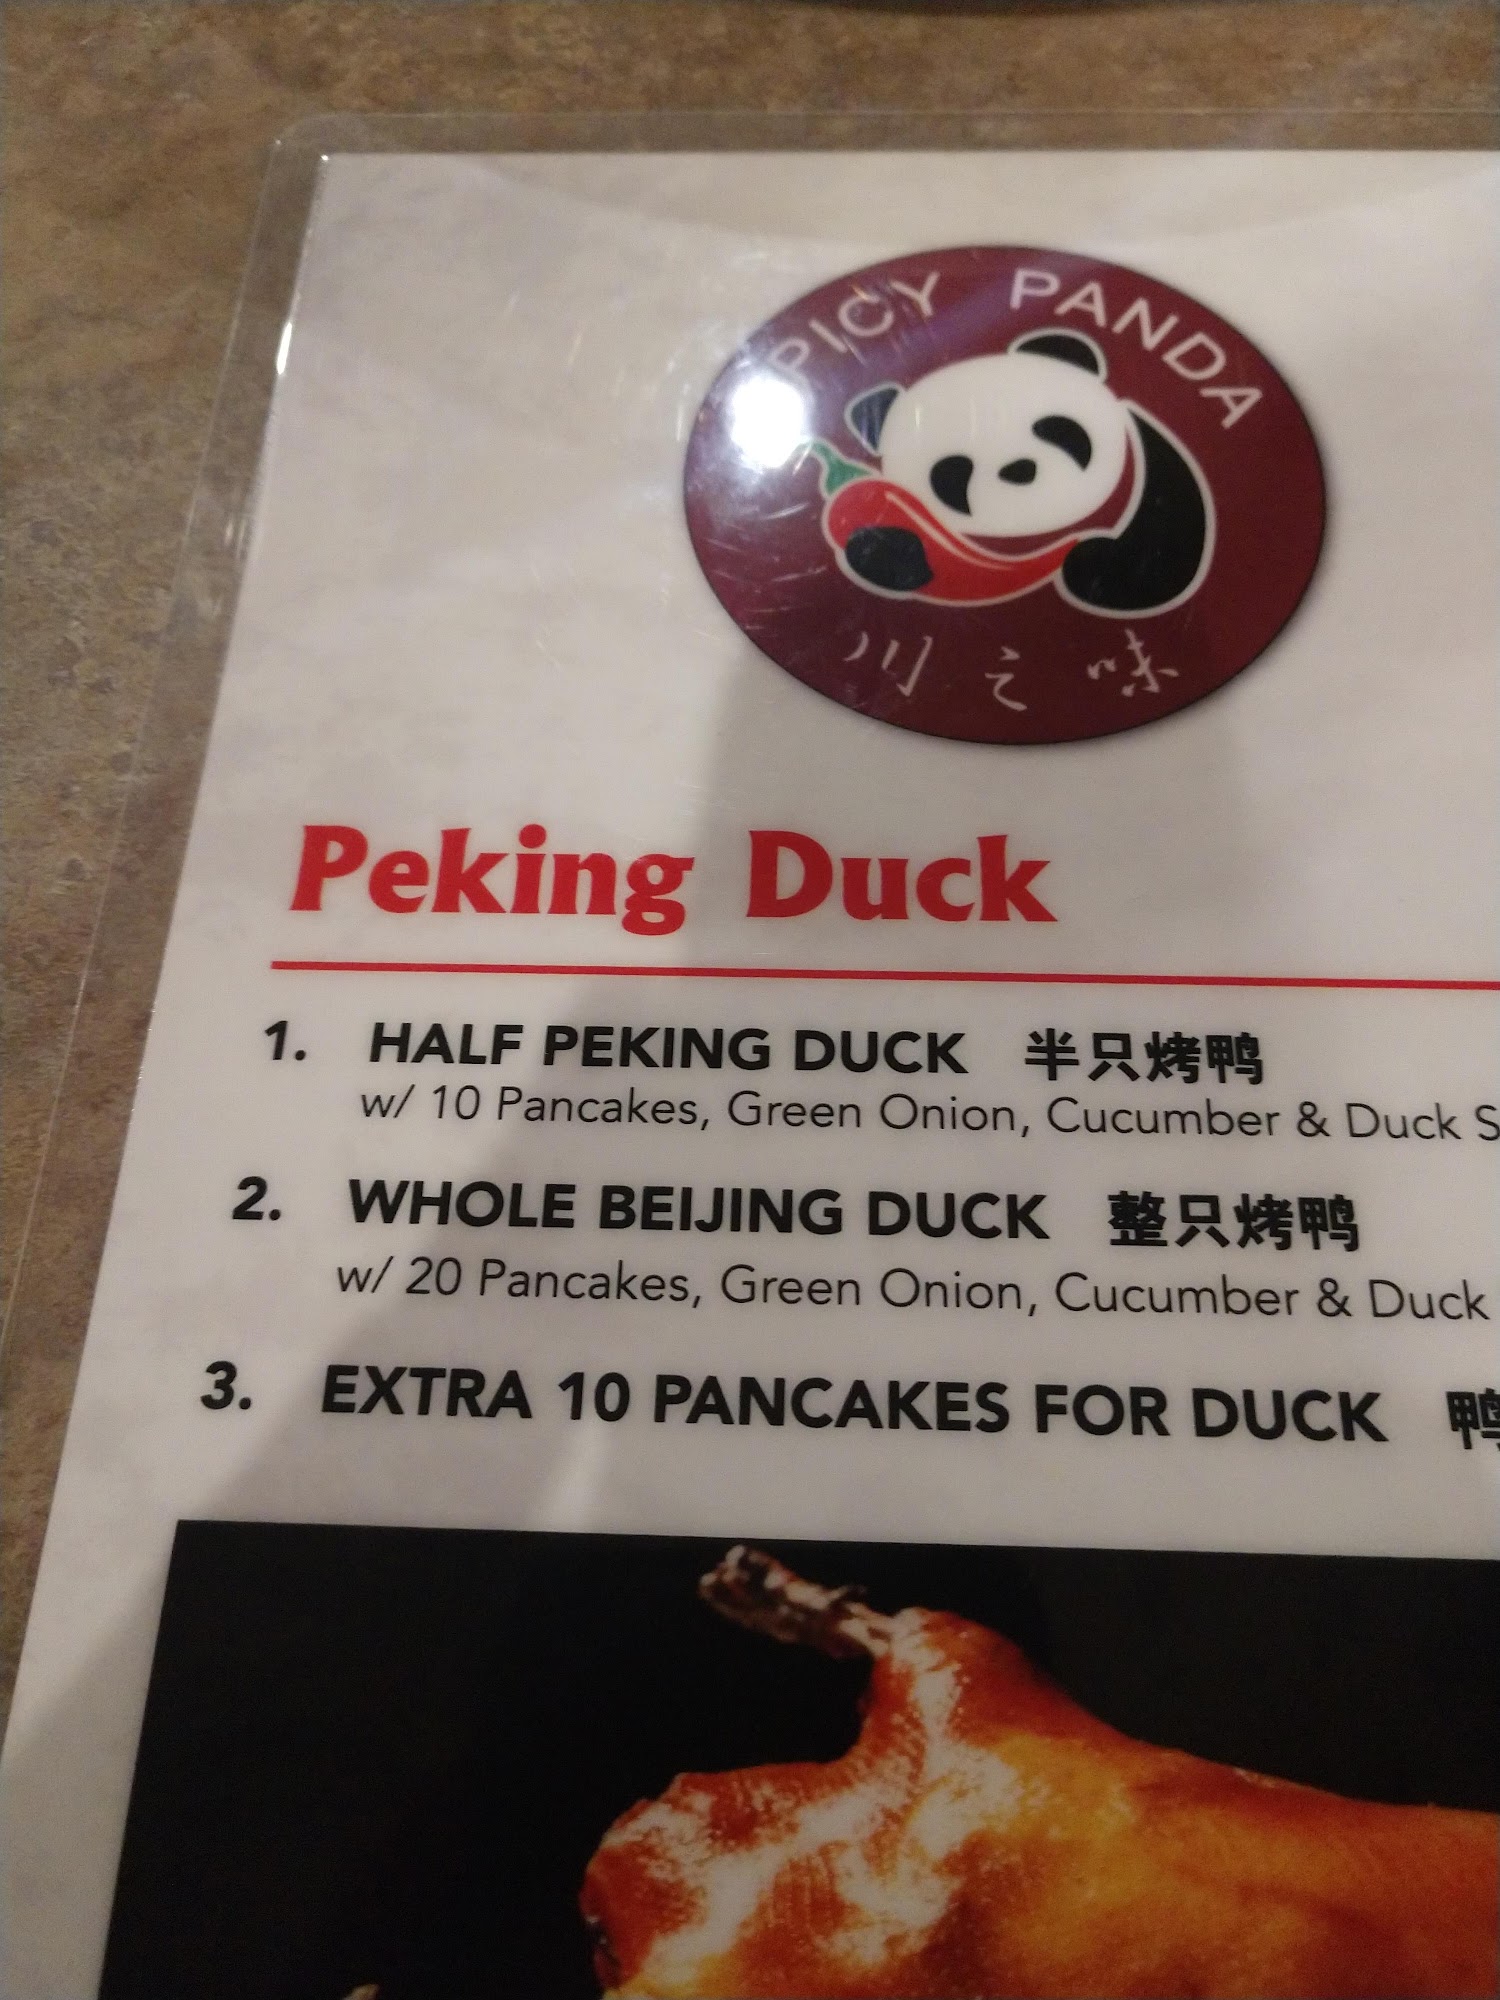 SPICY PANDA
川之味
Peking Duck
1. HALF PEKING DUCK 半只烤鸭
w/ 10 Pancakes, Green Onion, Cucumber & Duck S
2. WHOLE BEIJING DUCK 整只烤鸭
w/ 20 Pancakes, Green Onion, Cucumber & Duck
3. EXTRA 10 PANCAKES FOR DUCK 鸭